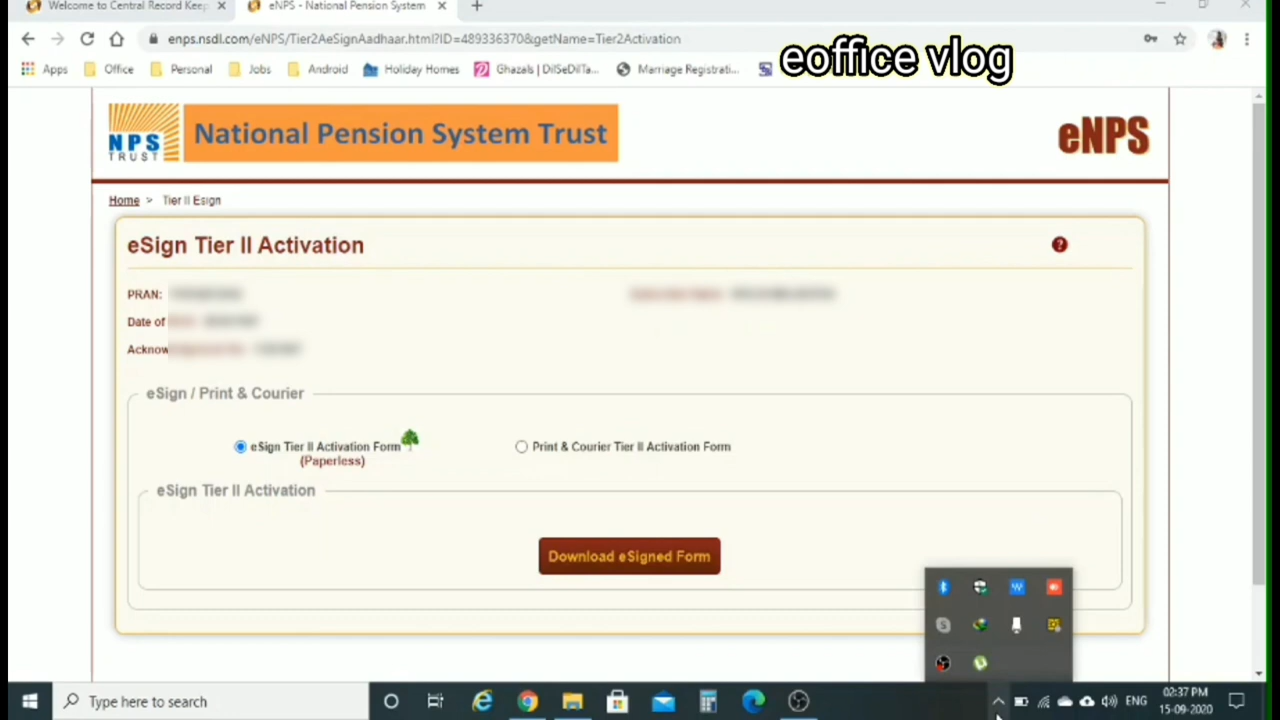 Welcome to Central Record Keep
eNPS - National Pension System
enps.nsdl.com/eNPS/Tier2AeSignAadhaar.html?ID=489336370&getName=Tier2Activation
eoffice vlog
Apps Office Personal Jobs Android Holiday Homes Ghazals | DilSeDilTa... Marriage Registrati...
NPS
TRUST
National Pension System Trust
eNPS
Home > Tier II Esign
eSign Tier II Activation
?
PRAN:
Date of
Acknow
eSign / Print & Courier
eSign Tier II Activation Form
(Paperless)
Print & Courier Tier II Activation Form
eSign Tier II Activation
Download eSigned Form
Type here to search
ENG
02:37 PM
15-09-2020